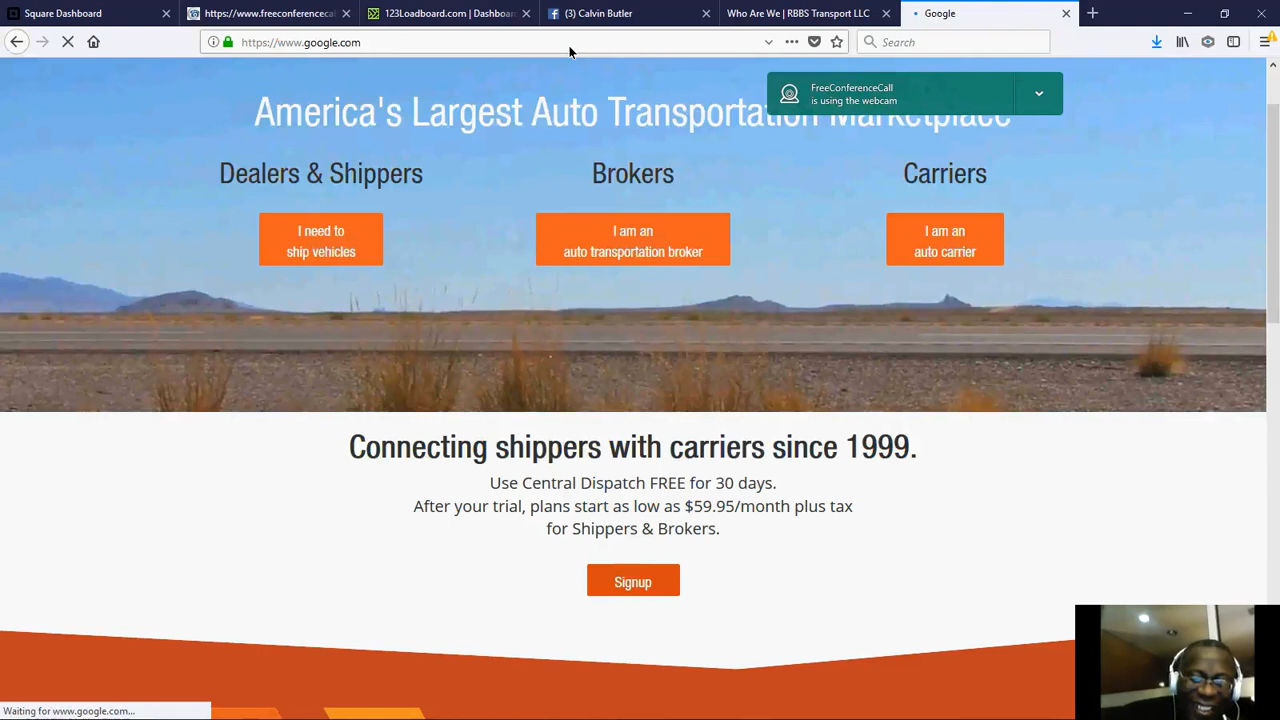 Square Dashboard
https://www.freeconferencecal
123Loadboard.com | Dashboar
(3) Calvin Butler
Who Are We | RBBS Transport LLC
Google
https://www.google.com
Search
FreeConferenceCall
is using the webcam
America's Largest Auto Transportation Marketplace
Dealers & Shippers
Brokers
Carriers
I need to
ship vehicles
I am an
auto transportation broker
I am an
auto carrier
Connecting shippers with carriers since 1999.
Use Central Dispatch FREE for 30 days.
After your trial, plans start as low as $59.95/month plus tax
for Shippers & Brokers.
Signup
Waiting for www.google.com...